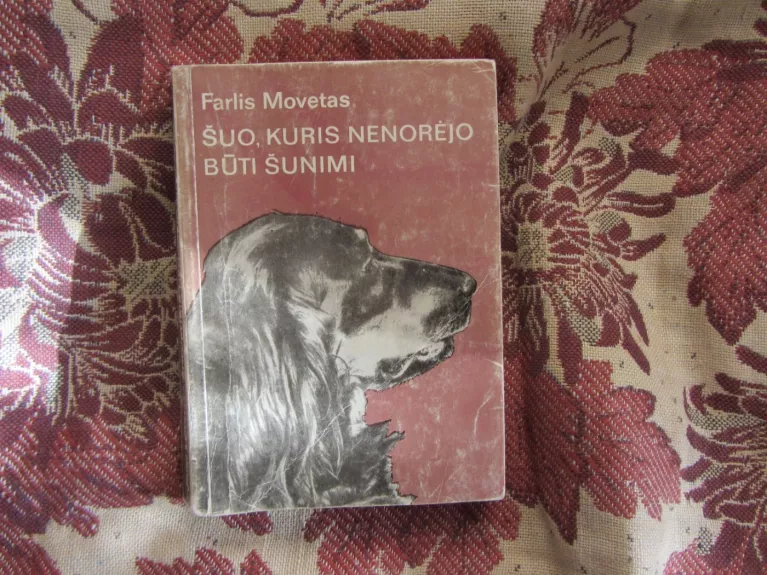 Farlis Movetas
ŠUO, KURIS NENORĖJO
BŪTI ŠUNIMI